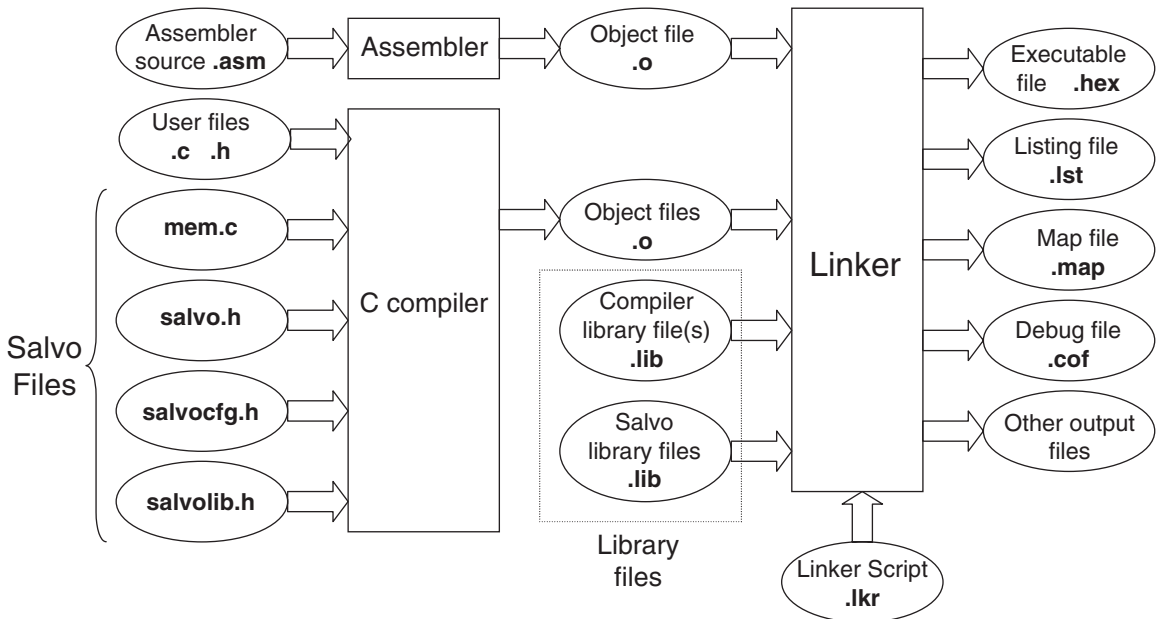 Assembler
source .asm
Assembler
Object file
.o
User files
.c .h
mem.c
salvo.h
salvocfg.h
salvolib.h
Salvo
Files
C compiler
Object files
.o
Compiler
library file(s)
.lib
Salvo
library files
.lib
Library
files
Linker
Linker Script
.lkr
Executable
file .hex
Listing file
.lst
Map file
.map
Debug file
.cof
Other output
files